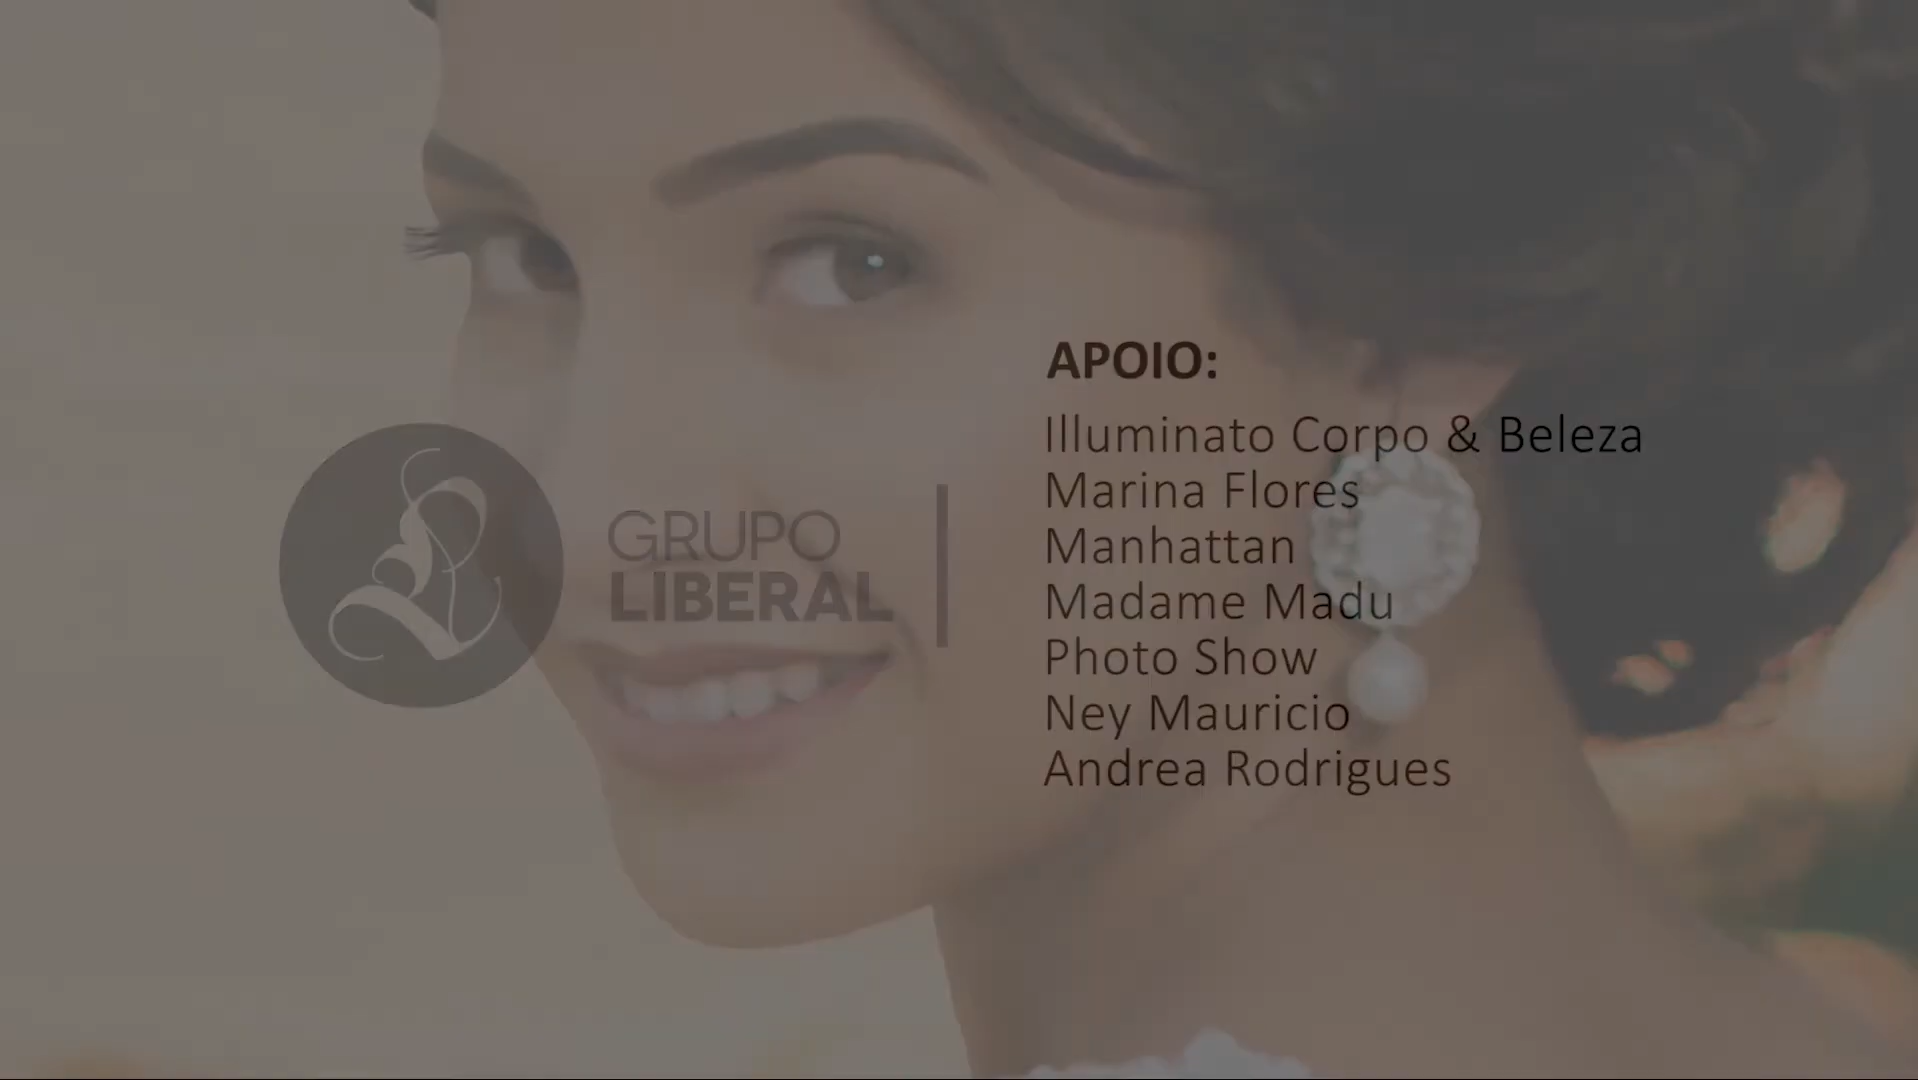 GRUPO
LIBERAL
APOIO:
Illuminato Corpo & Beleza
Marina Flores
Manhattan
Madame Madu
Photo Show
Ney Mauricio
Andrea Rodrigues